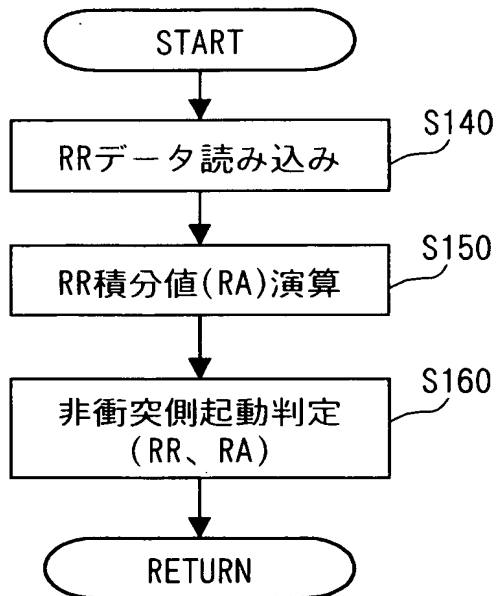 START
S140
RRデータ読み込み
S150
RR積分値(RA)演算
S160
非衝突側起動判定
(RR、RA)
RETURN